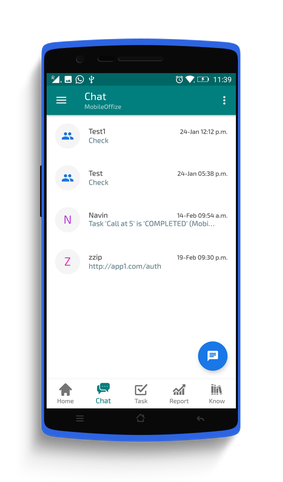 11:39
Chat
MobileOffize
Test1 24-Jan 12:12 p.m.
Check
Test 24-Jan 05:38 p.m.
Check
N Navin 14-Feb 09:54 a.m.
Task 'Call at 5' is 'COMPLETED' (Mobi...
Z zzip 19-Feb 09:30 p.m.
http://app1.com/auth
Home Chat Task Report Know